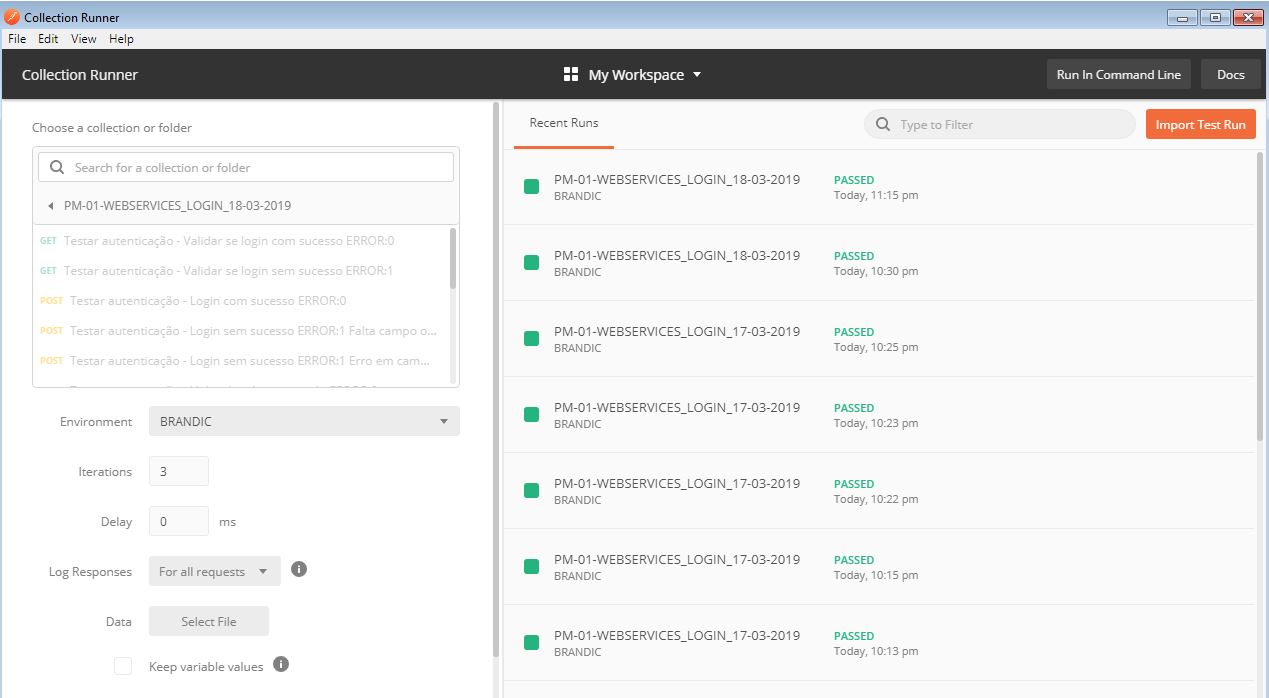 Collection Runner
File Edit View Help
Collection Runner
My Workspace
Run In Command Line
Docs
Choose a collection or folder
Search for a collection or folder
PM-01-WEBSERVICES_LOGIN_18-03-2019
GET Testar autenticação - Validar se login com sucesso ERROR:0
GET Testar autenticação - Validar se login sem sucesso ERROR:1
POST Testar autenticação - Login com sucesso ERROR:0
POST Testar autenticação - Login sem sucesso ERROR:1 Falta campo o...
POST Testar autenticação - Login sem sucesso ERROR:1 Erro em cam...
Environment BRANDIC
Iterations 3
Delay 0 ms
Log Responses For all requests
Data Select File
Keep variable values
Recent Runs
Type to Filter
Import Test Run
PM-01-WEBSERVICES_LOGIN_18-03-2019 PASSED
BRANDIC Today, 11:15 pm
PM-01-WEBSERVICES_LOGIN_18-03-2019 PASSED
BRANDIC Today, 10:30 pm
PM-01-WEBSERVICES_LOGIN_17-03-2019 PASSED
BRANDIC Today, 10:25 pm
PM-01-WEBSERVICES_LOGIN_17-03-2019 PASSED
BRANDIC Today, 10:23 pm
PM-01-WEBSERVICES_LOGIN_17-03-2019 PASSED
BRANDIC Today, 10:22 pm
PM-01-WEBSERVICES_LOGIN_17-03-2019 PASSED
BRANDIC Today, 10:15 pm
PM-01-WEBSERVICES_LOGIN_17-03-2019 PASSED
BRANDIC Today, 10:13 pm